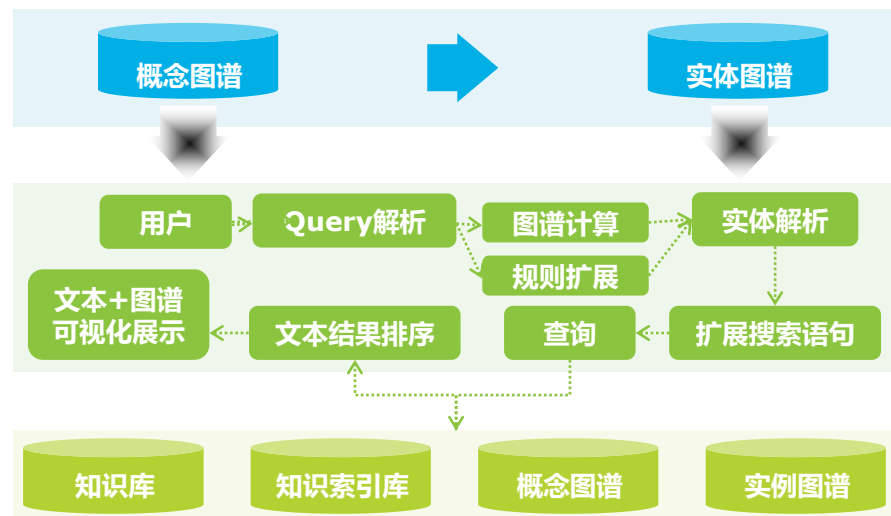 概念图谱
实体图谱
用户
Query解析
图谱计算
规则扩展
实体解析
文本+图谱
可视化展示
文本结果排序
查询
扩展搜索语句
知识库
知识索引库
概念图谱
实例图谱